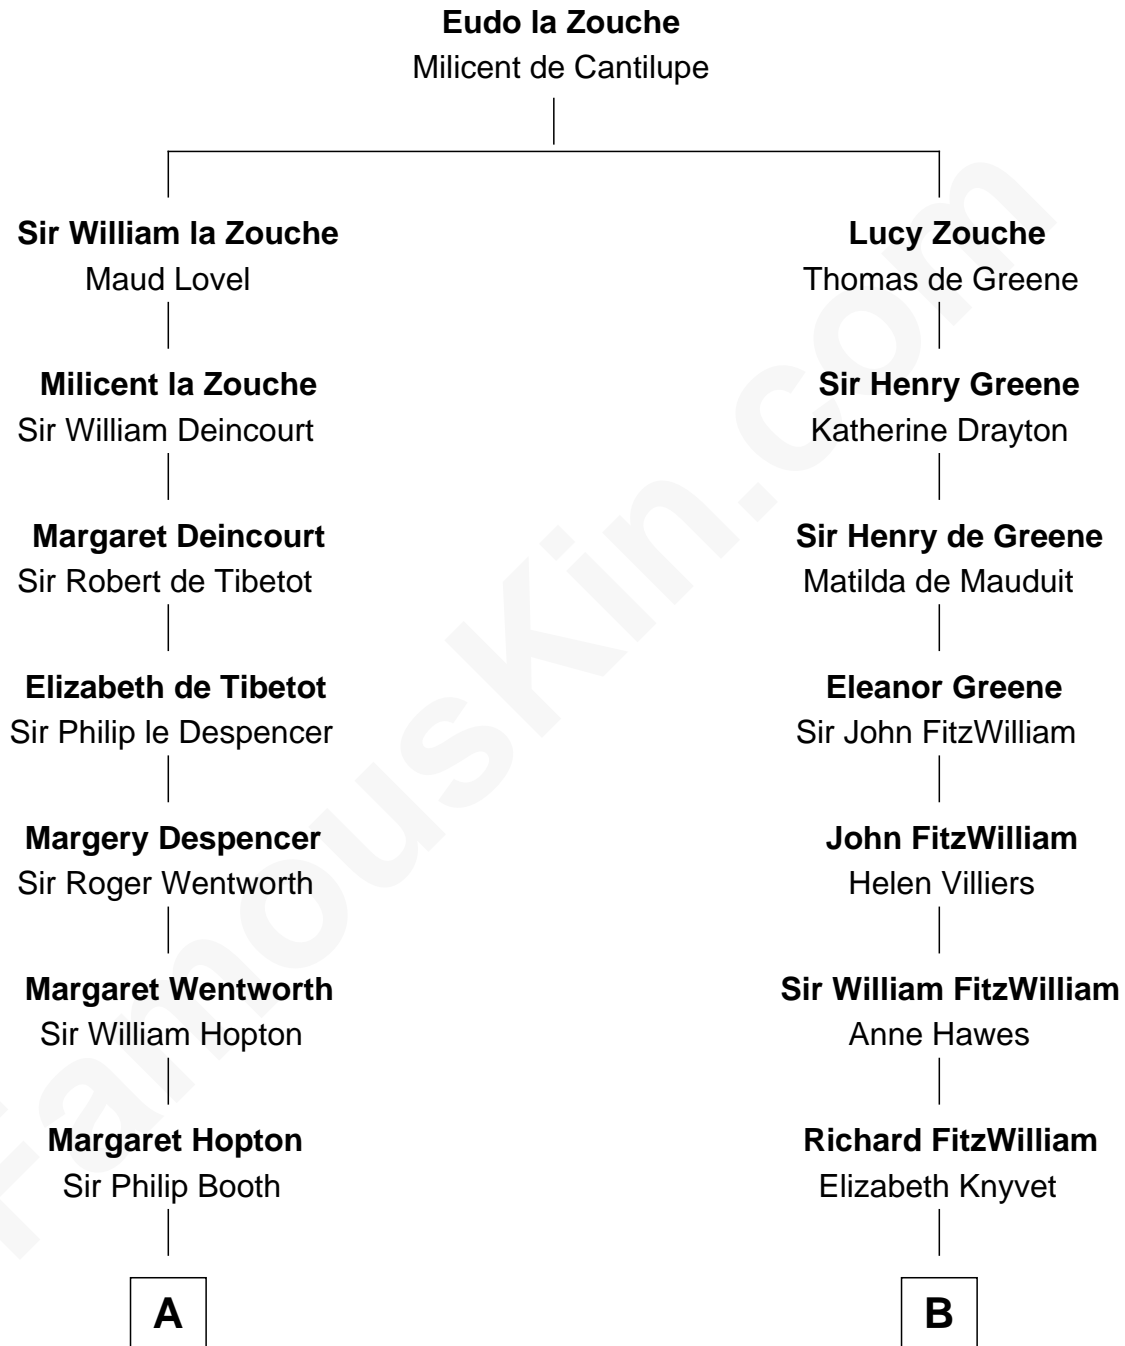 Eudo la Zouche
Milicent de Cantilupe
Sir William la Zouche
Maud Lovel
Milicent la Zouche
Sir William Deincourt
Margaret Deincourt
Sir Robert de Tibetot
Elizabeth de Tibetot
Sir Philip le Despencer
Margery Despencer
Sir Roger Wentworth
Margaret Wentworth
Sir William Hopton
Margaret Hopton
Sir Philip Booth
A
Lucy Zouche
Thomas de Greene
Sir Henry Greene
Katherine Drayton
Sir Henry de Greene
Matilda de Mauduit
Eleanor Greene
Sir John FitzWilliam
John FitzWilliam
Helen Villiers
Sir William FitzWilliam
Anne Hawes
Richard FitzWilliam
Elizabeth Knyvet
B
FamousKin.com